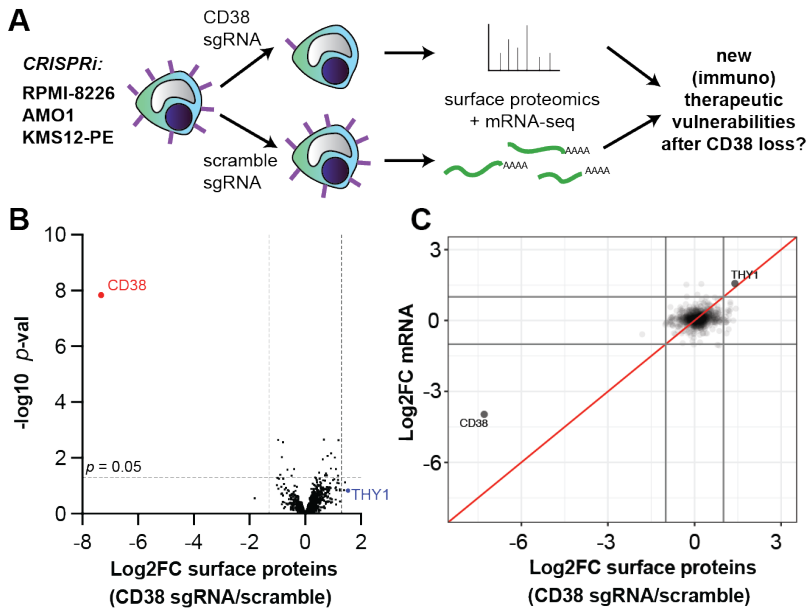 A
CRISPRi:
RPMI-8226
AMO1
KMS12-PE
CD38
sgRNA
scramble
sgRNA
surface proteomics
+ mRNA-seq
AAAA
AAAA
AAAA
new
(immuno)
therapeutic
vulnerabilities
after CD38 loss?
B
10
8
6
4
2
0
-log10 p-val
CD38
p = 0.05
THY1
-8
-6
-4
-2
0
2
Log2FC surface proteins
(CD38 sgRNA/scramble)
C
3
0
-3
-6
Log2FC mRNA
THY1
CD38
-6
-3
0
3
Log2FC surface proteins
(CD38 sgRNA/scramble)